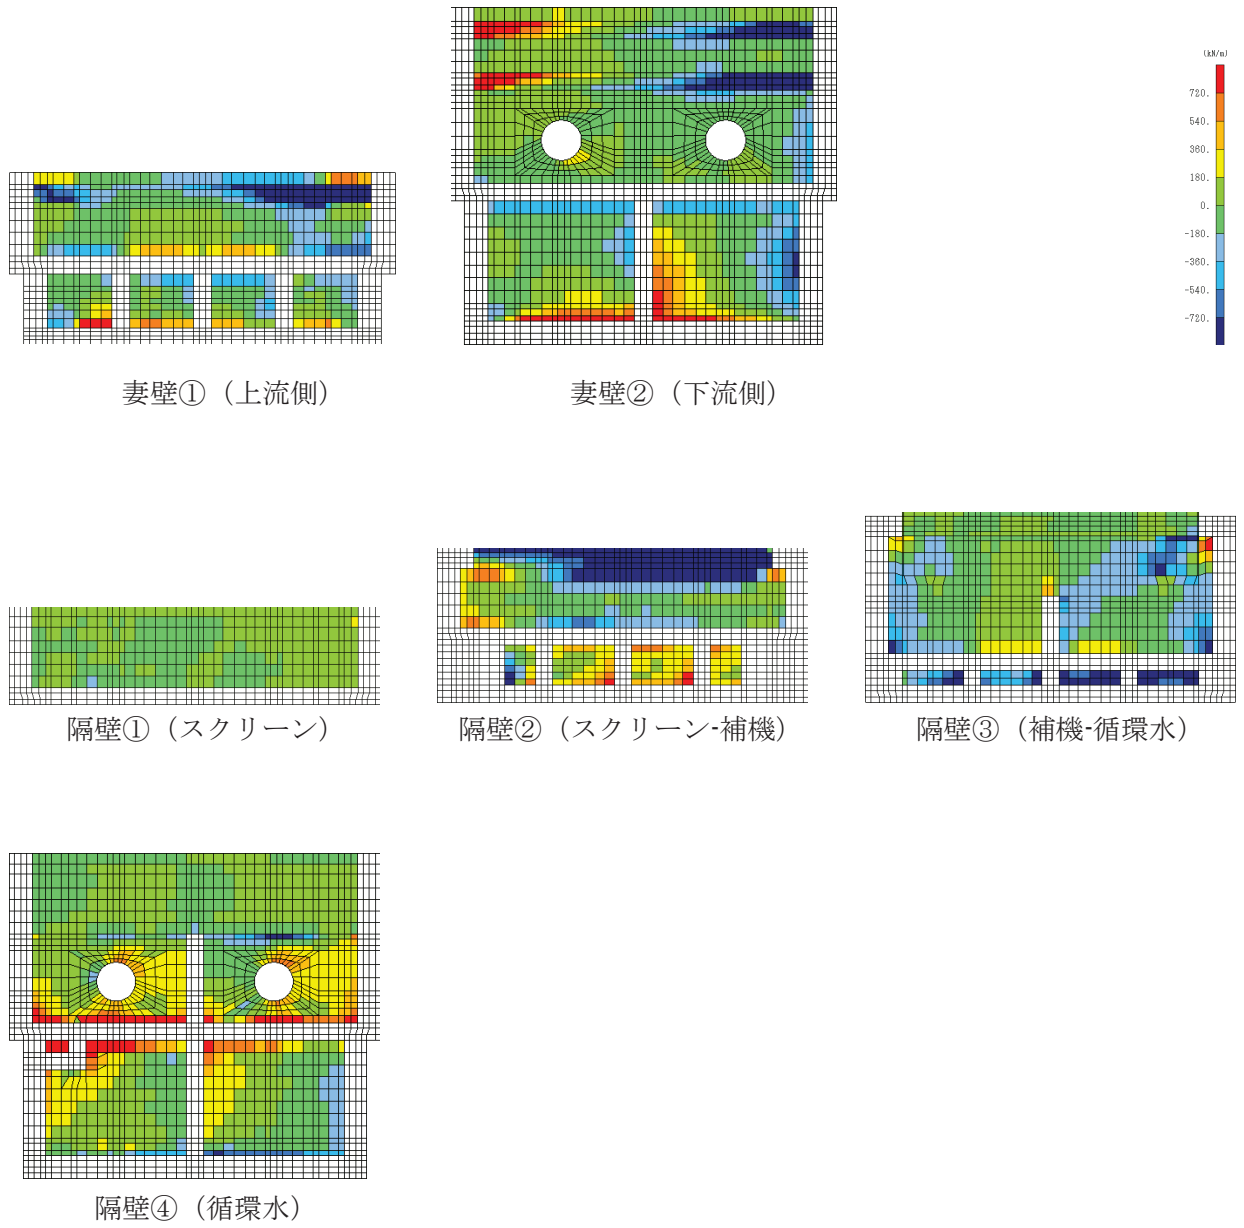 (kN/m)
720.
540.
360.
180.
0.
-180.
-360.
-540.
-720.
妻壁①（上流側）
妻壁②（下流側）
隔壁①（スクリーン）
隔壁②（スクリーン-補機）
隔壁③（補機-循環水）
隔壁④（循環水）